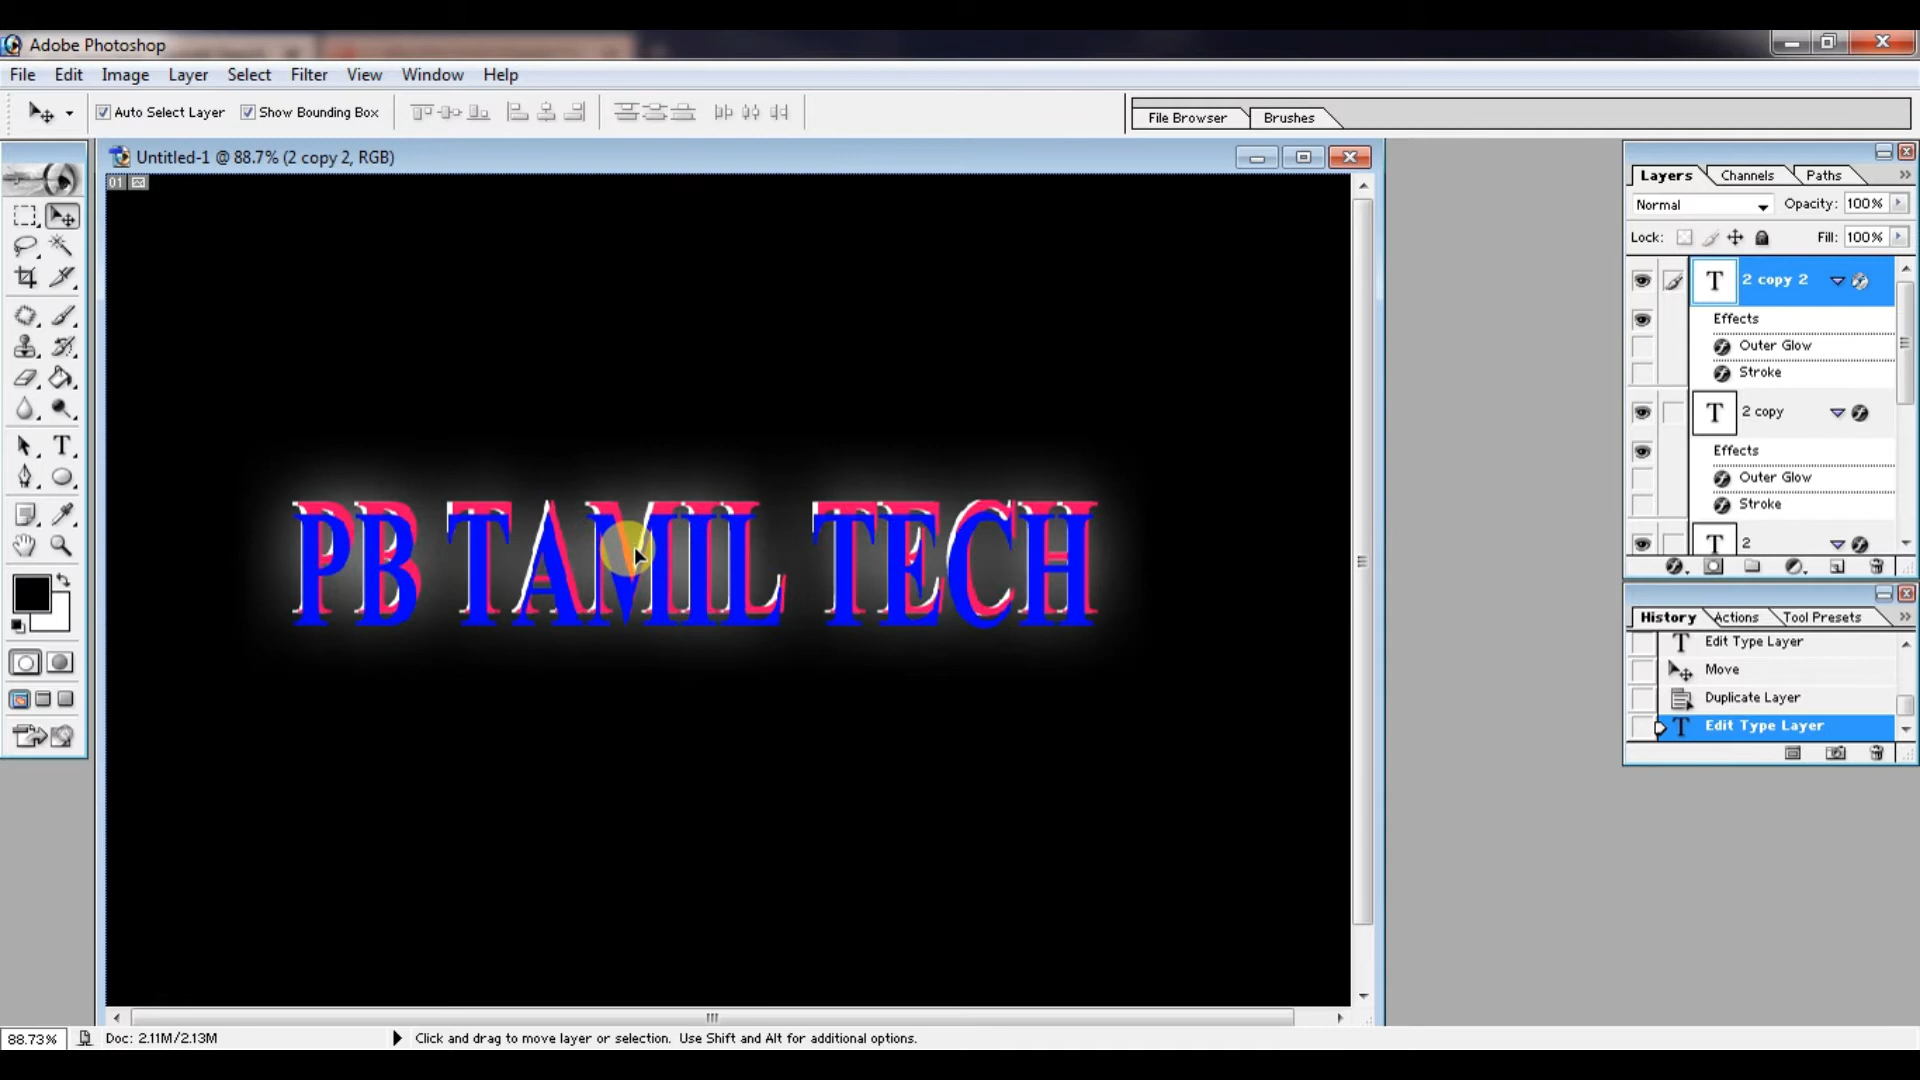 Adobe Photoshop
File Edit Image Layer Select Filter View Window Help
Auto Select Layer Show Bounding Box
File Browser Brushes
Untitled-1 @ 88.7% (2 copy 2, RGB)
01
PB TAMIL TECH
Layers Channels Paths
Normal Opacity: 100%
Lock: Fill: 100%
T 2 copy 2
Effects
Outer Glow
Stroke
T 2 copy
Effects
Outer Glow
Stroke
T 2
History Actions Tool Presets
T Edit Type Layer
Move
Duplicate Layer
T Edit Type Layer
88.73% Doc: 2.11M/2.13M Click and drag to move layer or selection. Use Shift and Alt for additional options.